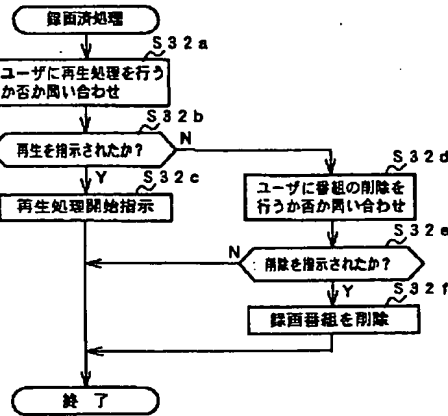 録画済処理
S32a
ユーザに再生処理を行う
か否か問い合わせ
S32b
再生を指示されたか?
N
Y
S32c
再生処理開始指示
S32d
ユーザに番組の削除を
行うか否か問い合わせ
S32e
削除を指示されたか?
N
Y
S32f
録画番組を削除
終了